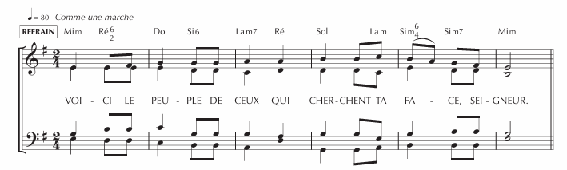 ♩= 80 Comme une marche
REFRAIN Mim Ré6/2 Do Si6 Lam7 Ré Sol Lam Sim6/4 Sim7 Mim
VOI - CI LE PEU - PLE DE CEUX QUI CHER-CHENT TA FA - CE, SEI-GNEUR.